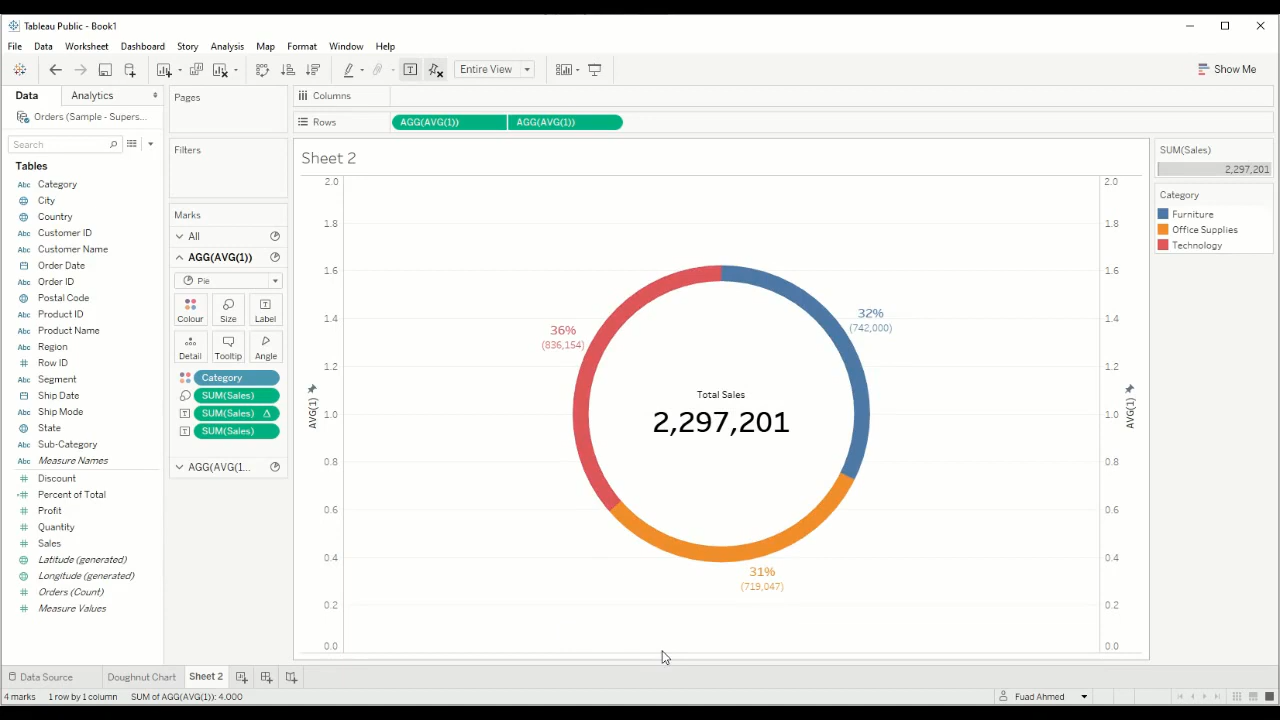 Tableau Public - Book1
File Data Worksheet Dashboard Story Analysis Map Format Window Help
Entire View
Show Me
Data Analytics
Orders (Sample - Supers...
Search
Tables
Category
City
Country
Customer ID
Customer Name
Order Date
Order ID
Postal Code
Product ID
Product Name
Region
Row ID
Segment
Ship Date
Ship Mode
State
Sub-Category
Measure Names
Discount
Percent of Total
Profit
Quantity
Sales
Latitude (generated)
Longitude (generated)
Orders (Count)
Measure Values
Pages
Filters
Marks
All
AGG(AVG(1))
Pie
Colour Size Label
Detail Tooltip Angle
Category
SUM(Sales)
SUM(Sales)
SUM(Sales)
AGG(AVG(1...
Columns
Rows AGG(AVG(1)) AGG(AVG(1))
Sheet 2
2.0
1.8
1.6
1.4
1.2
1.0
0.8
0.6
0.4
0.2
0.0
AVG(1)
36%
(836,154)
32%
(742,000)
Total Sales
2,297,201
31%
(719,047)
2.0
1.8
1.6
1.4
1.2
1.0
0.8
0.6
0.4
0.2
0.0
AVG(1)
SUM(Sales)
2,297,201
Category
Furniture
Office Supplies
Technology
Data Source Doughnut Chart Sheet 2
4 marks 1 row by 1 column SUM of AGG(AVG(1)): 4.000
Fuad Ahmed